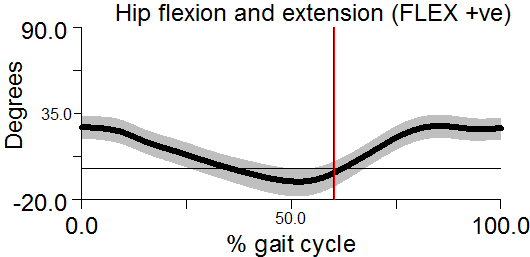 Hip flexion and extension (FLEX +ve)
90.0
Degrees
35.0
-20.0
0.0
50.0
100.0
% gait cycle